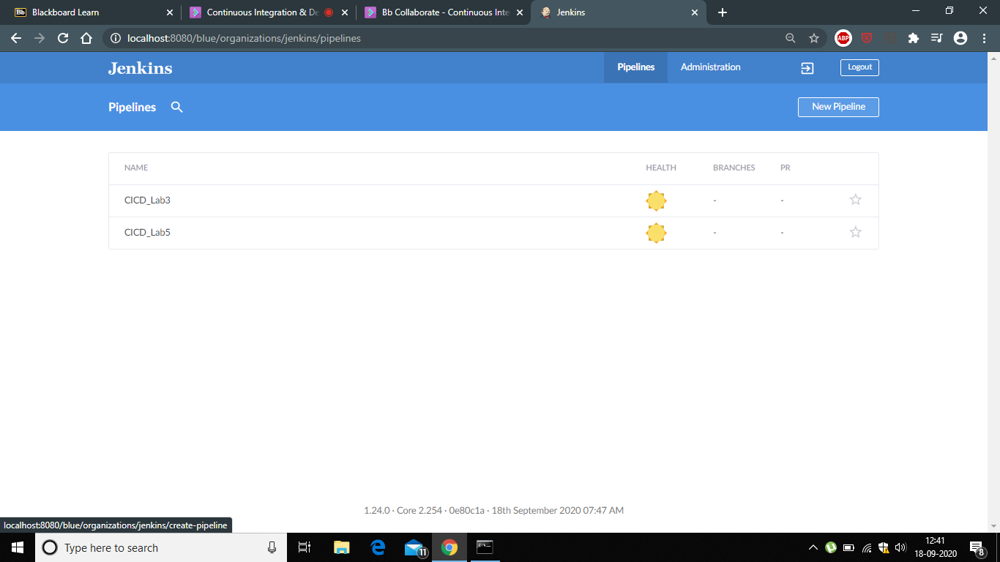 Bb Blackboard Learn
Continuous Integration & De
Bb Collaborate - Continuous Inte
Jenkins
localhost:8080/blue/organizations/jenkins/pipelines
ABP
Jenkins
Pipelines
Administration
Logout
Pipelines
New Pipeline
NAME HEALTH BRANCHES PR
CICD_Lab3 - -
CICD_Lab5 - -
1.24.0 · Core 2.254 · 0e80c1a · 18th September 2020 07:47 AM
localhost:8080/blue/organizations/jenkins/create-pipeline
Type here to search
11
12:41
18-09-2020
8